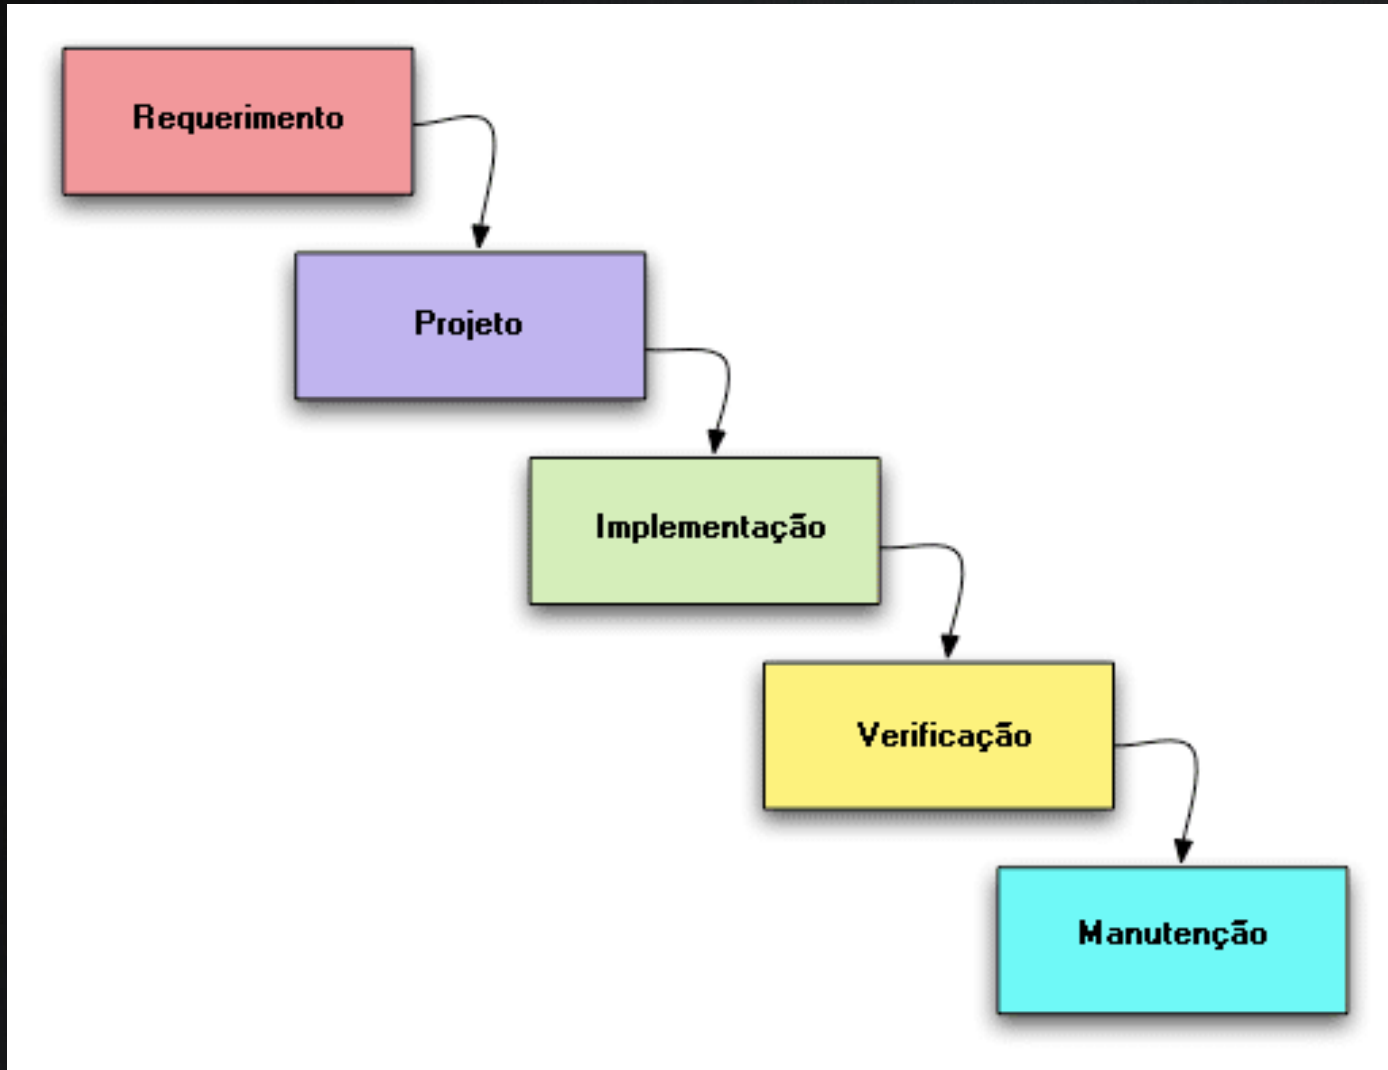 Requerimento
Projeto
Implementação
Verificação
Manutenção